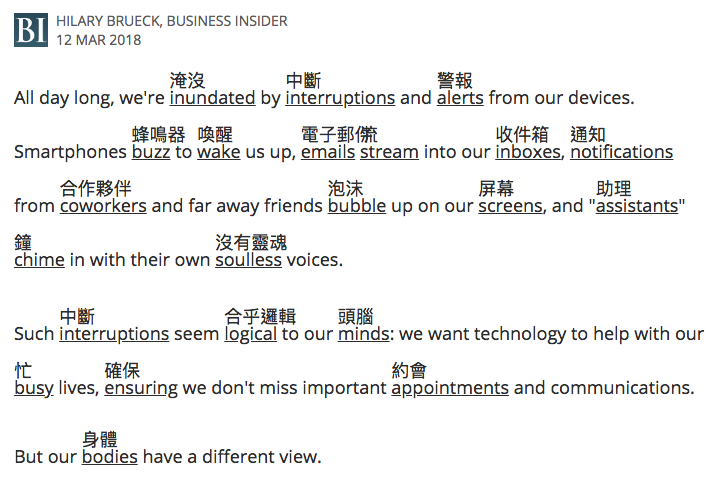 BI HILARY BRUECK, BUSINESS INSIDER
12 MAR 2018
淹沒 中斷 警報
All day long, we're inundated by interruptions and alerts from our devices.
蜂鳴器 喚醒 電子郵件 流 收件箱 通知
Smartphones buzz to wake us up, emails stream into our inboxes, notifications
合作夥伴 泡沫 屏幕 助理
from coworkers and far away friends bubble up on our screens, and "assistants"
鐘 沒有靈魂
chime in with their own soulless voices.
中斷 合乎邏輯 頭腦
Such interruptions seem logical to our minds: we want technology to help with our
忙 確保 約會
busy lives, ensuring we don't miss important appointments and communications.
身體
But our bodies have a different view.